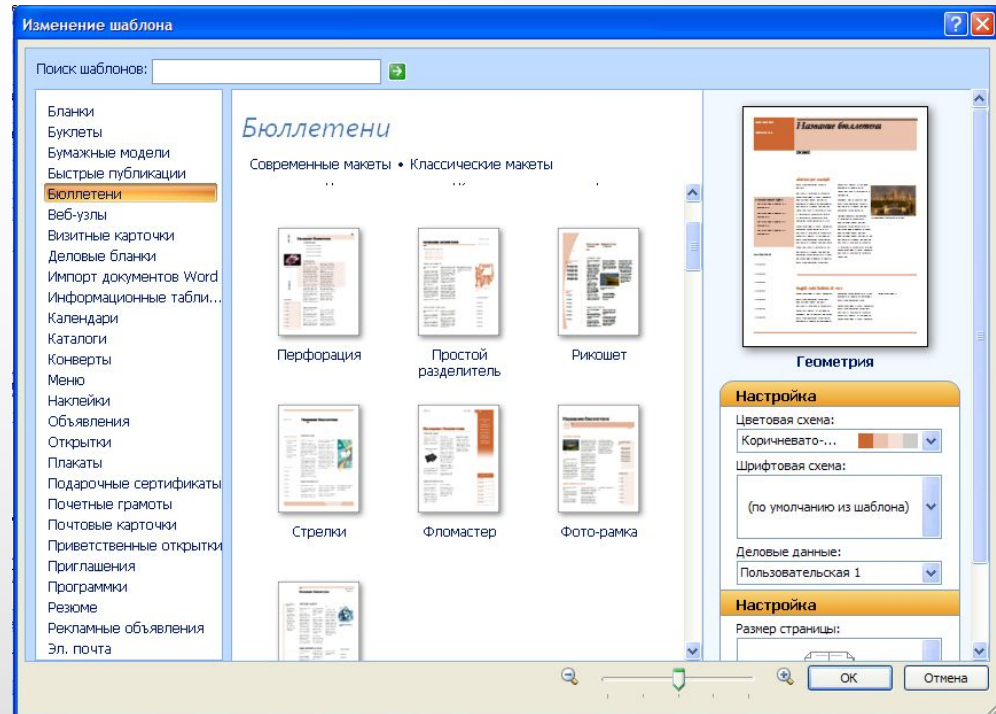 Изменение шаблона
Поиск шаблонов:
Бланки
Буклеты
Бумажные модели
Быстрые публикации
Бюллетени
Веб-узлы
Визитные карточки
Деловые бланки
Импорт документов Word
Информационные табли...
Календари
Каталоги
Конверты
Меню
Наклейки
Объявления
Открытки
Плакаты
Подарочные сертификаты
Почетные грамоты
Почтовые карточки
Приветственные открытки
Приглашения
Программки
Резюме
Рекламные объявления
Эл. почта
Бюллетени
Современные макеты • Классические макеты
Перфорация
Простой
разделитель
Рикошет
Стрелки
Фломастер
Фото-рамка
Название бюллетени
Геометрия
Настройка
Цветовая схема:
Коричневато-...
Шрифтовая схема:
(по умолчанию из шаблона)
Деловые данные:
Пользовательская 1
Настройка
Размер страницы:
ОК
Отмена